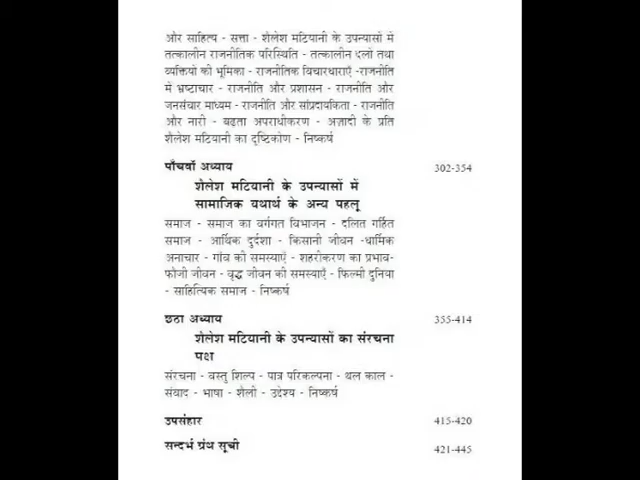 और साहित्य - सत्ता - शैलेश मटियानी के उपन्यासों में
तत्कालीन राजनीतिक परिस्थिति - तत्कालीन दलों तथा
व्यक्तियों की भूमिका - राजनीतिक विचारधाराएँ -राजनीति
में भ्रष्टाचार - राजनीति और प्रशासन - राजनीति और
जनसंचार माध्यम - राजनीति और सांप्रदायिकता - राजनीति
और नारी - बढता अपराधीकरण - अज़ादी के प्रति
शैलेश मटियानी का दृष्टिकोण - निष्कर्ष
पाँचवाँ अध्याय 302-354
शैलेश मटियानी के उपन्यासों में
सामाजिक यथार्थ के अन्य पहलू
समाज - समाज का वर्गगत विभाजन - दलित गर्हित
समाज - आर्थिक दुर्दशा - किसानी जीवन -धार्मिक
अनाचार - गाँव की समस्याएँ - शहरीकरण का प्रभाव-
फौजी जीवन - वृद्ध जीवन की समस्याएँ - फिल्मी दुनिया
- साहित्यिक समाज - निष्कर्ष
छठा अध्याय 355-414
शैलेश मटियानी के उपन्यासों का संरचना
पक्ष
संरचना - वस्तु शिल्प - पात्र परिकल्पना - थल काल -
संवाद - भाषा - शैली - उद्देश्य - निष्कर्ष
उपसंहार 415-420
सन्दर्भ ग्रंथ सूची 421-445